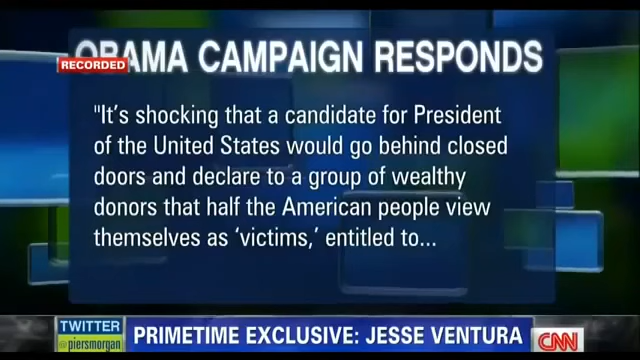 OBAMA CAMPAIGN RESPONDS
RECORDED
"It's shocking that a candidate for President
of the United States would go behind closed
doors and declare to a group of wealthy
donors that half the American people view
themselves as 'victims,' entitled to...
TWITTER
@piersmorgan
PRIMETIME EXCLUSIVE: JESSE VENTURA
CNN